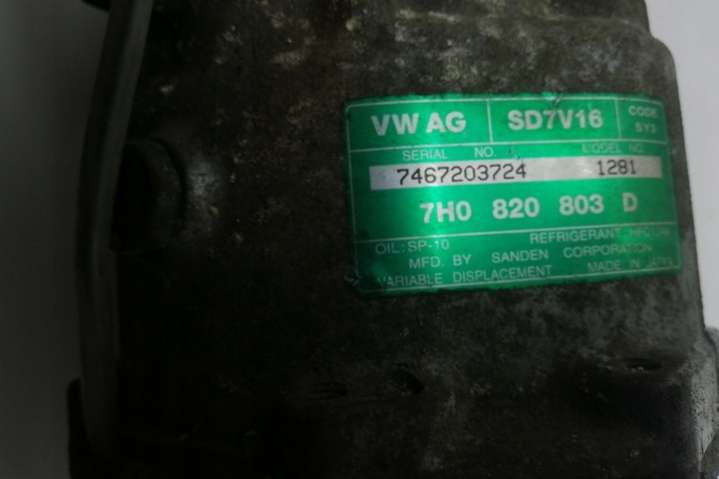 VW AG SD7V16 CODE
SY3
SERIAL NO. MODEL NO.
7467203724 1281
7H0 820 803 D
OIL: SP-10 REFRIGERANT
MFD. BY SANDEN CORPORATION
VARIABLE DISPLACEMENT MADE IN JAPAN